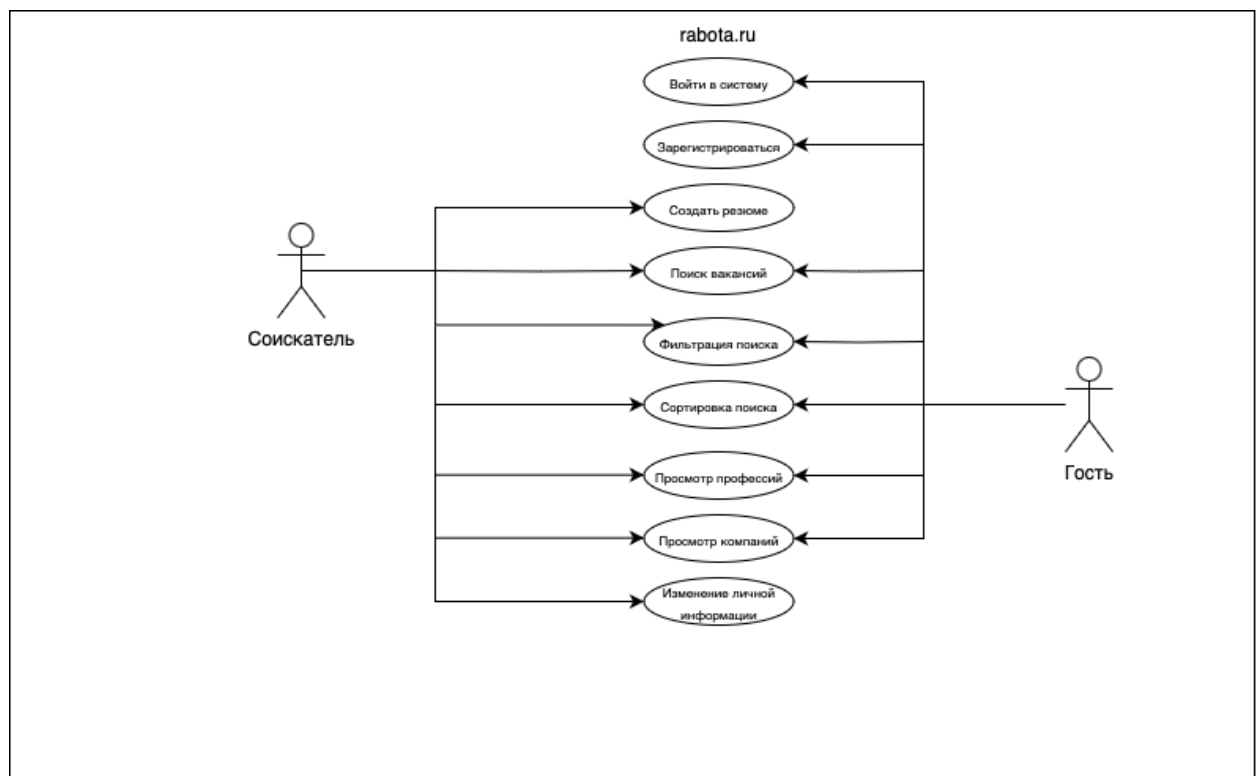 rabota.ru
Войти в систему
Зарегистрироваться
Создать резюме
Поиск вакансий
Соискатель
Фильтрация поиска
Сортировка поиска
Просмотр профессий
Гость
Просмотр компаний
Изменение личной
информации